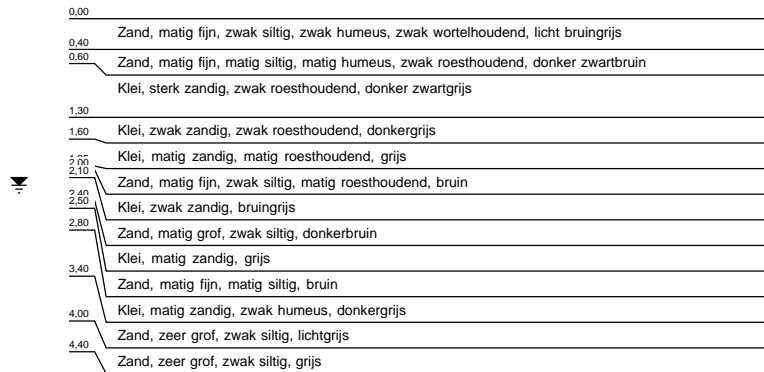 0,00
Zand, matig fijn, zwak siltig, zwak humeus, zwak wortelhoudend, licht bruingrijs
0,40
Zand, matig fijn, matig siltig, matig humeus, zwak roesthoudend, donker zwartbruin
0,60
Klei, sterk zandig, zwak roesthoudend, donker zwartgrijs
1,30
Klei, zwak zandig, zwak roesthoudend, donkergrijs
1,60
Klei, matig zandig, matig roesthoudend, grijs
2,00
Zand, matig fijn, zwak siltig, matig roesthoudend, bruin
2,10
Klei, zwak zandig, bruingrijs
Zand, matig grof, zwak siltig, donkerbruin
2,40
Klei, matig zandig, grijs
2,50
Zand, matig fijn, matig siltig, bruin
2,80
Klei, matig zandig, zwak humeus, donkergrijs
3,40
Zand, zeer grof, zwak siltig, lichtgrijs
4,00
Zand, zeer grof, zwak siltig, grijs
4,40